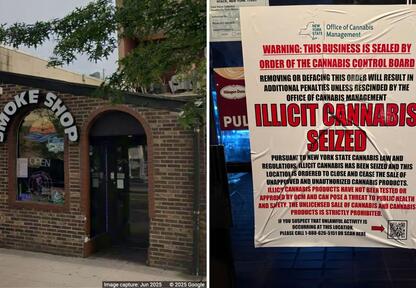 SMOKE SHOP
OPEN
Image capture: Jun 2025 © 2025 Google
PUL
NEW YORK STATE
Office of Cannabis
Management
WARNING: THIS BUSINESS IS SEALED BY
ORDER OF THE CANNABIS CONTROL BOARD
REMOVING OR DEFACING THIS ORDER WILL RESULT IN
ADDITIONAL PENALTIES UNLESS RESCINDED BY THE
OFFICE OF CANNABIS MANAGEMENT
ILLICIT CANNABIS
SEIZED
PURSUANT TO NEW YORK STATE CANNABIS LAW AND
REGULATIONS, ILLICIT CANNABIS HAS BEEN SEIZED AND THIS
LOCATION IS ORDERED TO CLOSE AND CEASE THE SALE OF
UNAPPROVED AND UNAUTHORIZED CANNABIS PRODUCTS.
ILLICIT CANNABIS PRODUCTS HAVE NOT BEEN TESTED OR
APPROVED BY OCM AND CAN POSE A THREAT TO PUBLIC HEALTH
AND SAFETY. THE UNLICENSED SALE OF CANNABIS AND CANNABIS
PRODUCTS IS STRICTLY PROHIBITED.
IF YOU SUSPECT THAT UNLAWFUL ACTIVITY IS
OCCURRING AT THIS LOCATION,
PLEASE CALL 1-888-626-5151 OR SCAN HERE